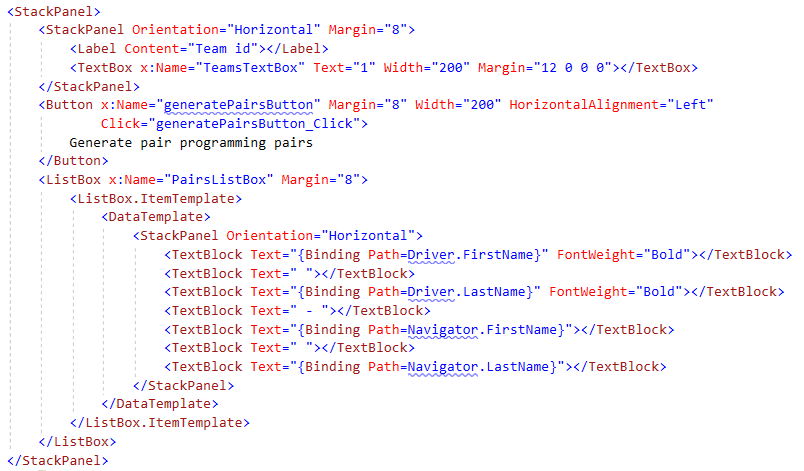 <StackPanel>
    <StackPanel Orientation="Horizontal" Margin="8">
        <Label Content="Team id"></Label>
        <TextBox x:Name="TeamsTextBox" Text="1" Width="200" Margin="12 0 0 0"></TextBox>
    </StackPanel>
    <Button x:Name="generatePairsButton" Margin="8" Width="200" HorizontalAlignment="Left"
            Click="generatePairsButton_Click">
        Generate pair programming pairs
    </Button>
    <ListBox x:Name="PairsListBox" Margin="8">
        <ListBox.ItemTemplate>
            <DataTemplate>
                <StackPanel Orientation="Horizontal">
                    <TextBlock Text="{Binding Path=Driver.FirstName}" FontWeight="Bold"></TextBlock>
                    <TextBlock Text=" "></TextBlock>
                    <TextBlock Text="{Binding Path=Driver.LastName}" FontWeight="Bold"></TextBlock>
                    <TextBlock Text=" - "></TextBlock>
                    <TextBlock Text="{Binding Path=Navigator.FirstName}"></TextBlock>
                    <TextBlock Text=" "></TextBlock>
                    <TextBlock Text="{Binding Path=Navigator.LastName}"></TextBlock>
                </StackPanel>
            </DataTemplate>
        </ListBox.ItemTemplate>
    </ListBox>
</StackPanel>